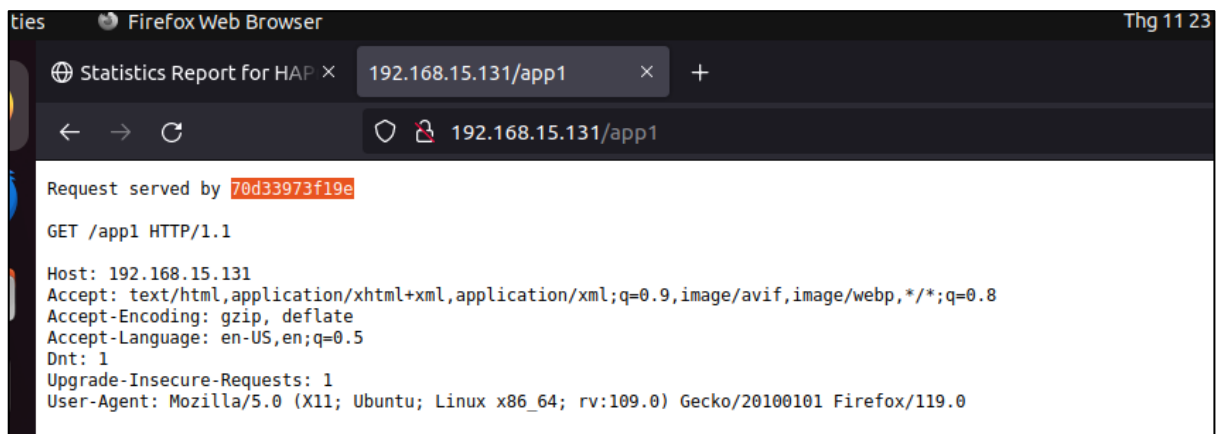 ties Firefox Web Browser Thg 11 23
Statistics Report for HAP × 192.168.15.131/app1 × +
192.168.15.131/app1
Request served by 70d33973f19e
GET /app1 HTTP/1.1
Host: 192.168.15.131
Accept: text/html,application/xhtml+xml,application/xml;q=0.9,image/avif,image/webp,*/*;q=0.8
Accept-Encoding: gzip, deflate
Accept-Language: en-US,en;q=0.5
Dnt: 1
Upgrade-Insecure-Requests: 1
User-Agent: Mozilla/5.0 (X11; Ubuntu; Linux x86_64; rv:109.0) Gecko/20100101 Firefox/119.0